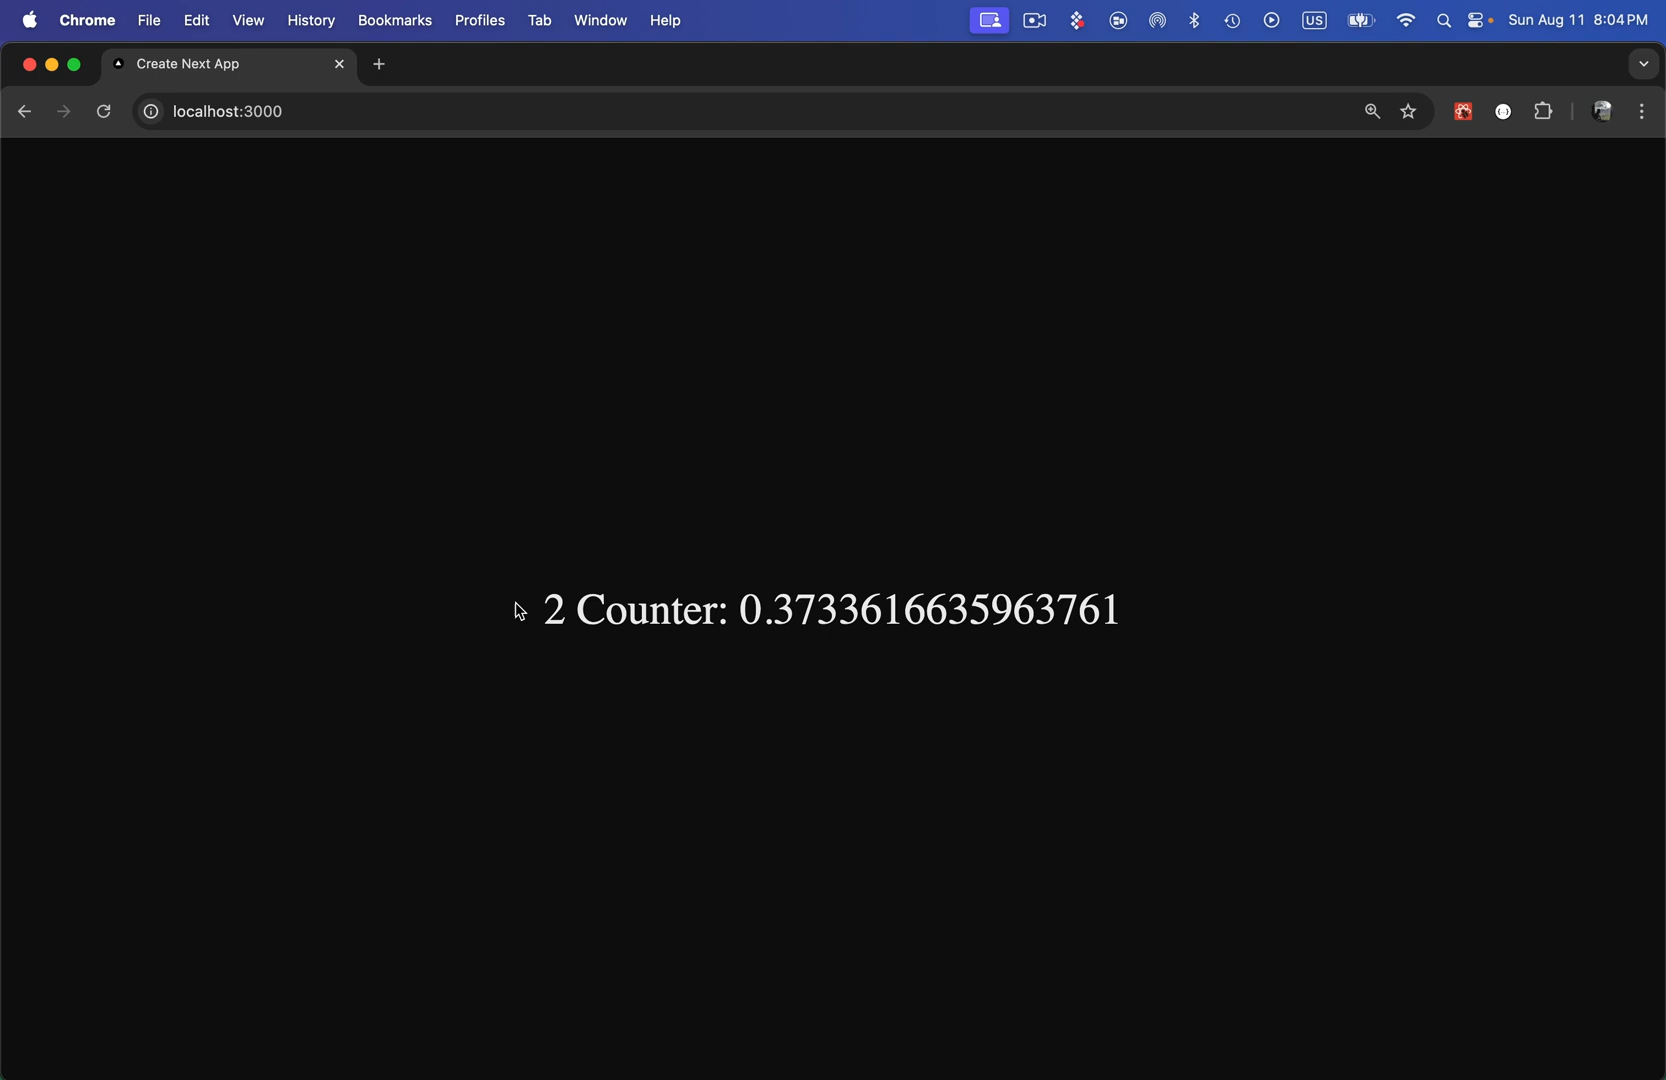 Chrome File Edit View History Bookmarks Profiles Tab Window Help US Sun Aug 11 8:04 PM
Create Next App
localhost:3000
2 Counter: 0.3733616635963761